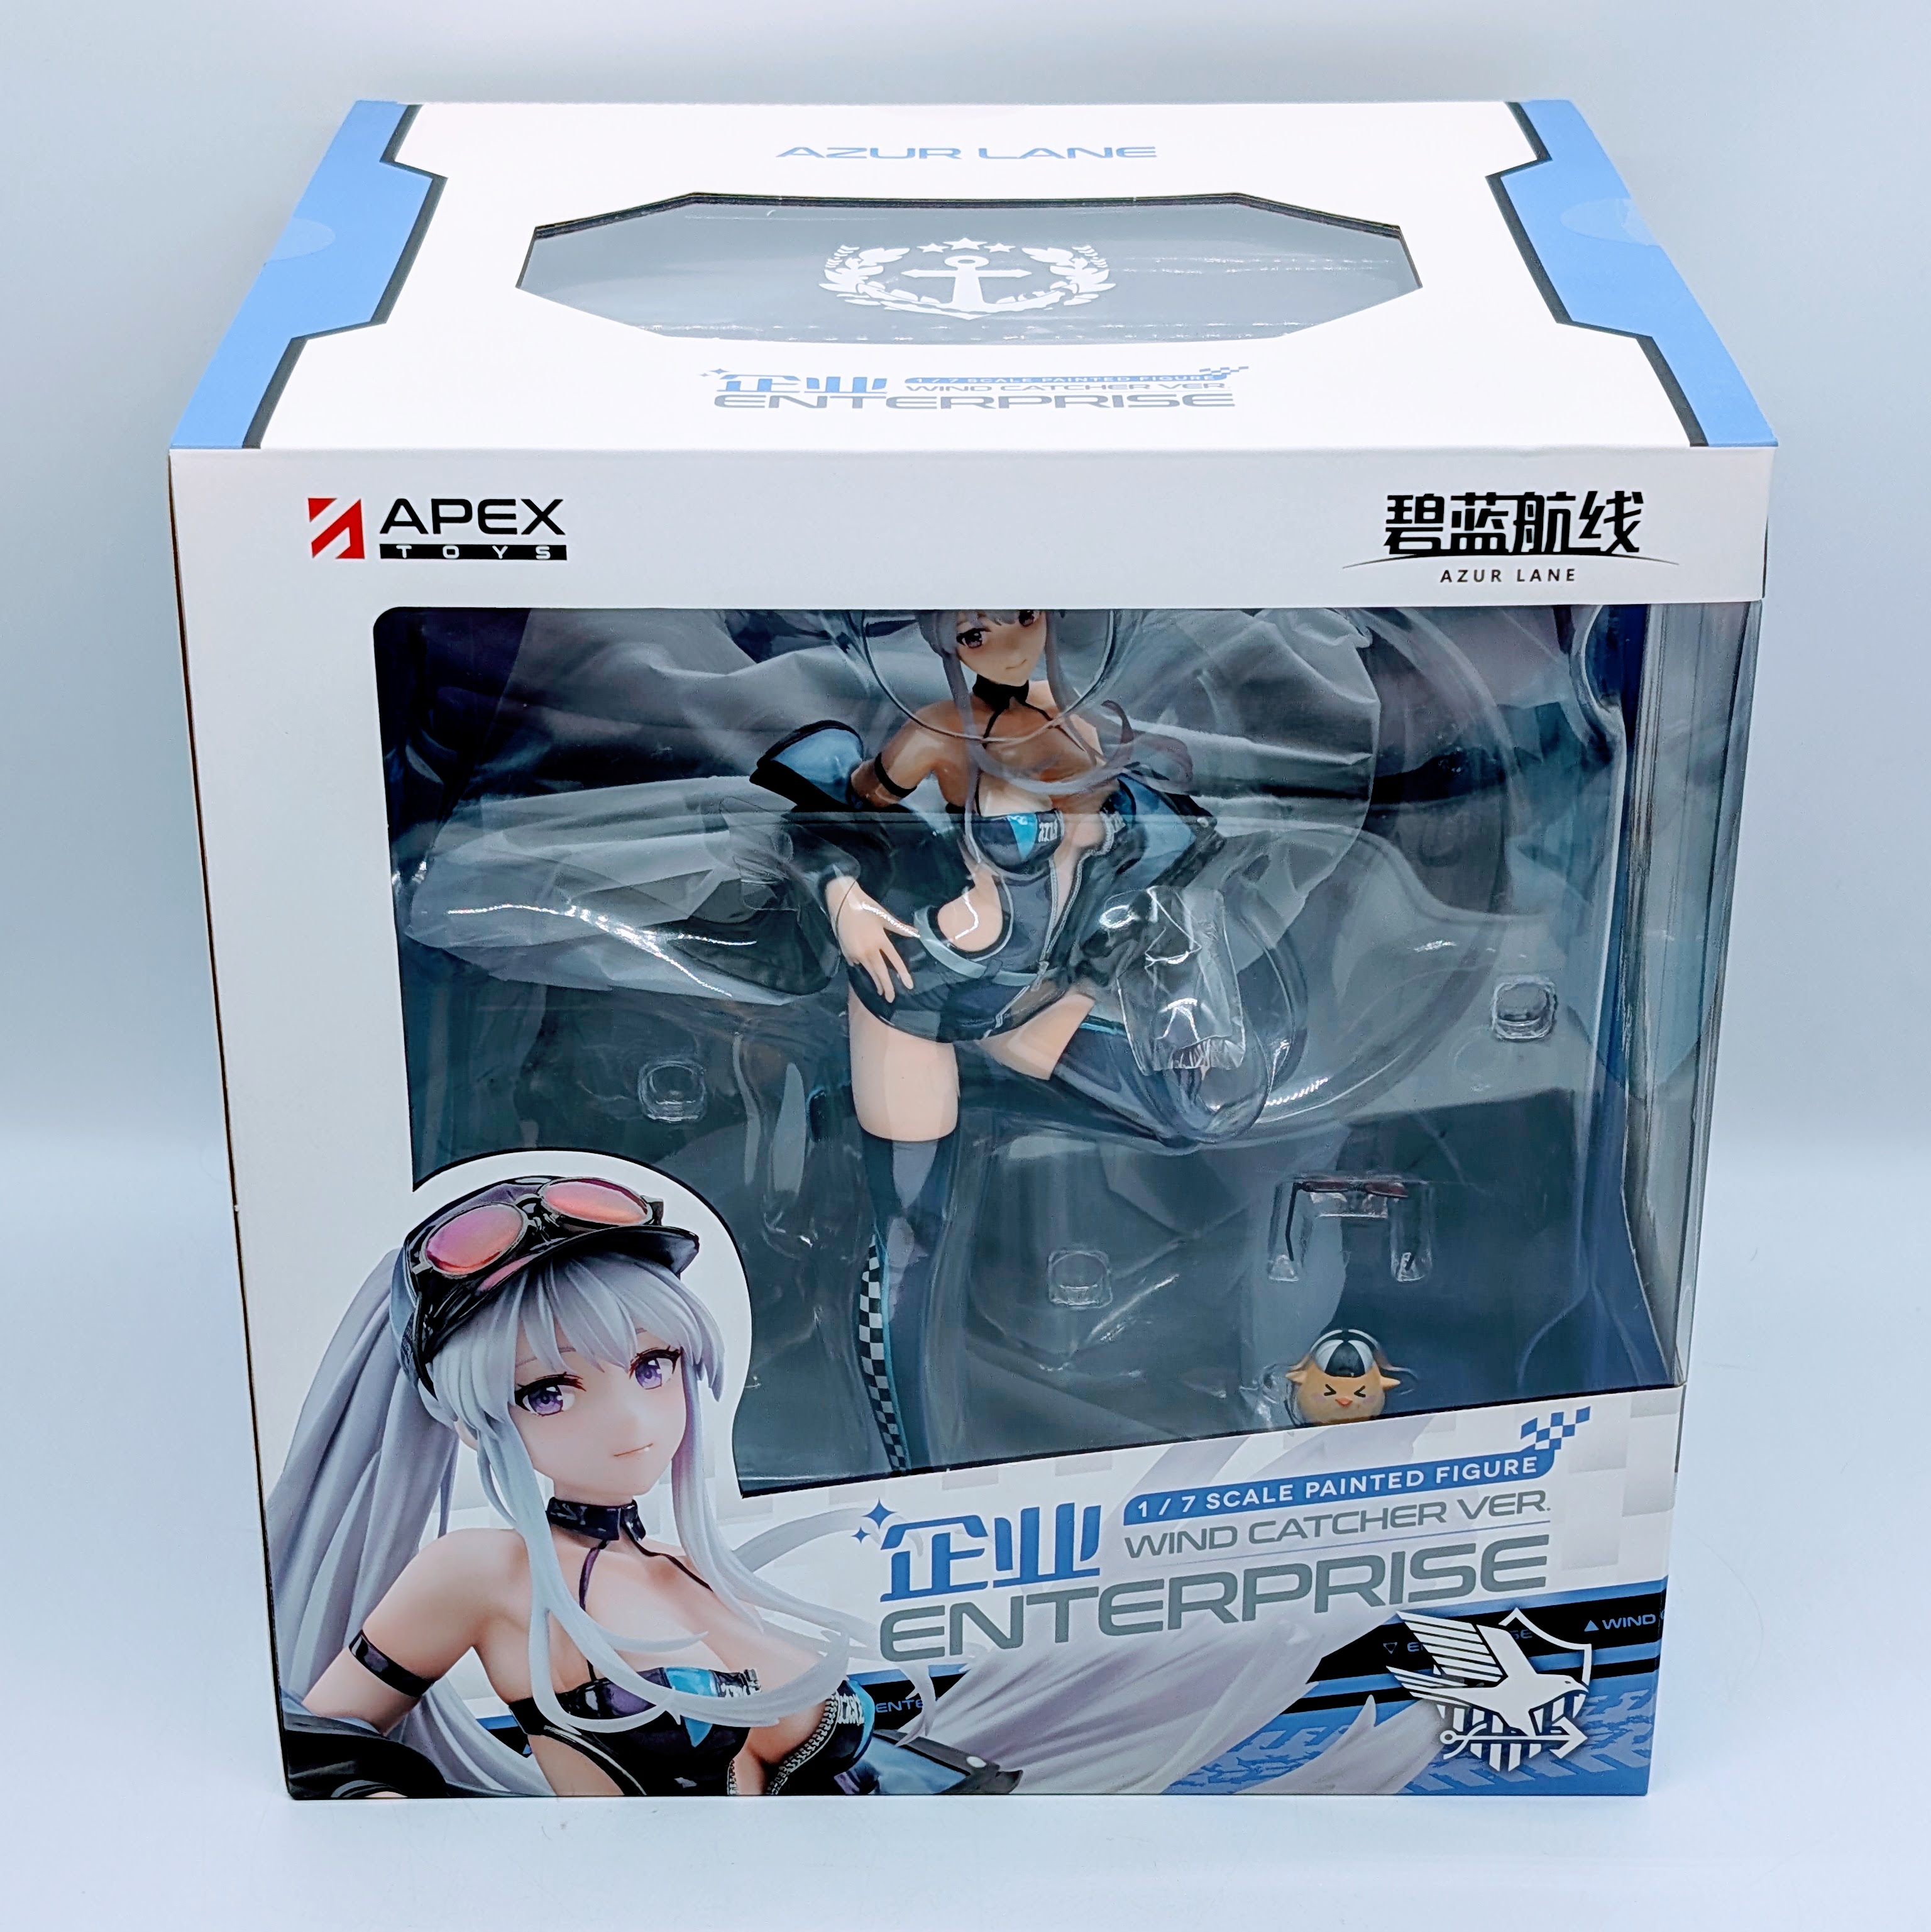 AZUR LANE
企业
1/7 SCALE PAINTED FIGURE
WIND CATCHER VER.
ENTERPRISE
APEX
TOYS
碧蓝航线
AZUR LANE
企业
1/7 SCALE PAINTED FIGURE
WIND CATCHER VER.
ENTERPRISE
WIND
ENTE